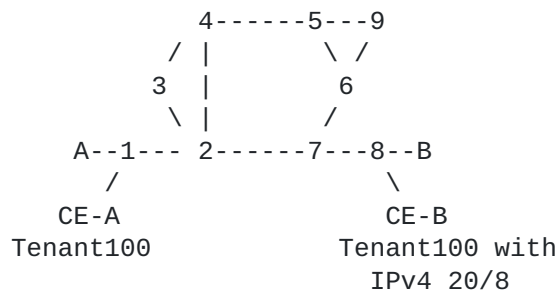 4------5---9
/ | \ /
3 | 6
\ | /
A--1--- 2------7---8--B
/ \
CE-A CE-B
Tenant100 Tenant100 with
IPv4 20/8